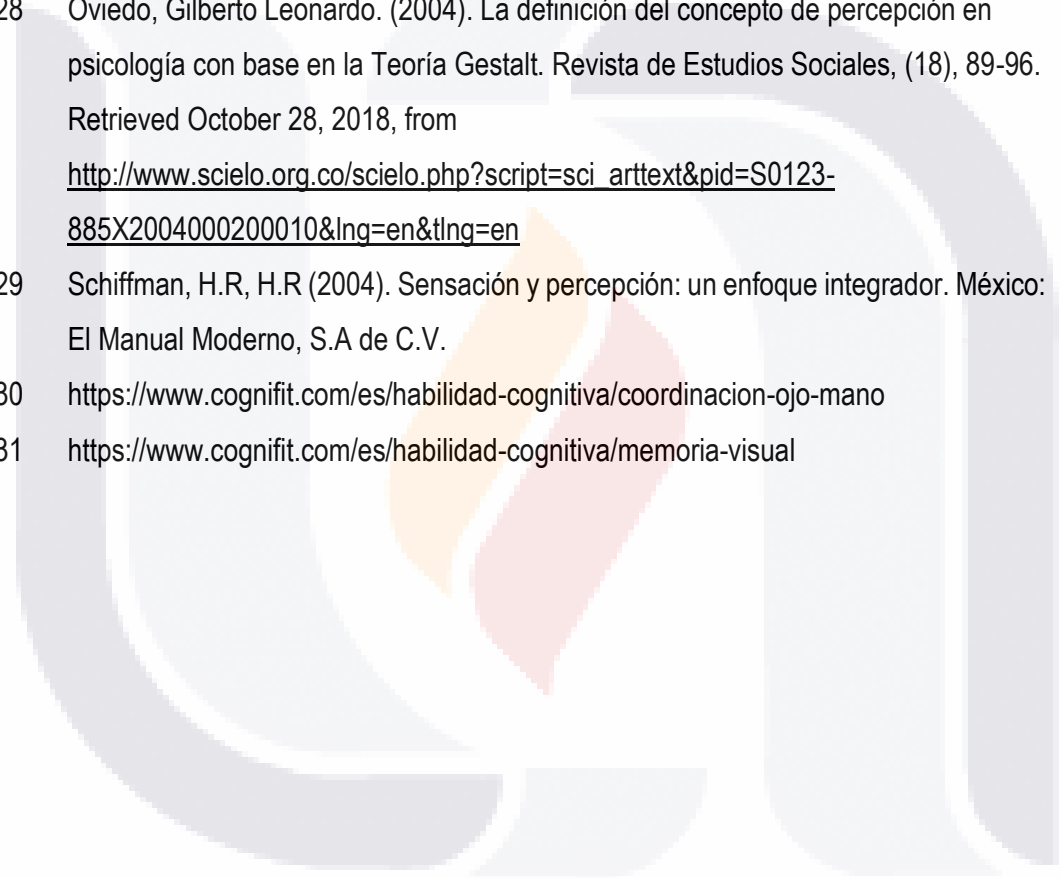 28 Oviedo, Gilberto Leonardo. (2004). La definición del concepto de percepción en
psicología con base en la Teoría Gestalt. Revista de Estudios Sociales, (18), 89-96.
Retrieved October 28, 2018, from
http://www.scielo.org.co/scielo.php?script=sci_arttext&pid=S0123-
885X2004000200010&lng=en&tlng=en
29 Schiffman, H.R, H.R (2004). Sensación y percepción: un enfoque integrador. México:
El Manual Moderno, S.A de C.V.
30 https://www.cognifit.com/es/habilidad-cognitiva/coordinacion-ojo-mano
31 https://www.cognifit.com/es/habilidad-cognitiva/memoria-visual